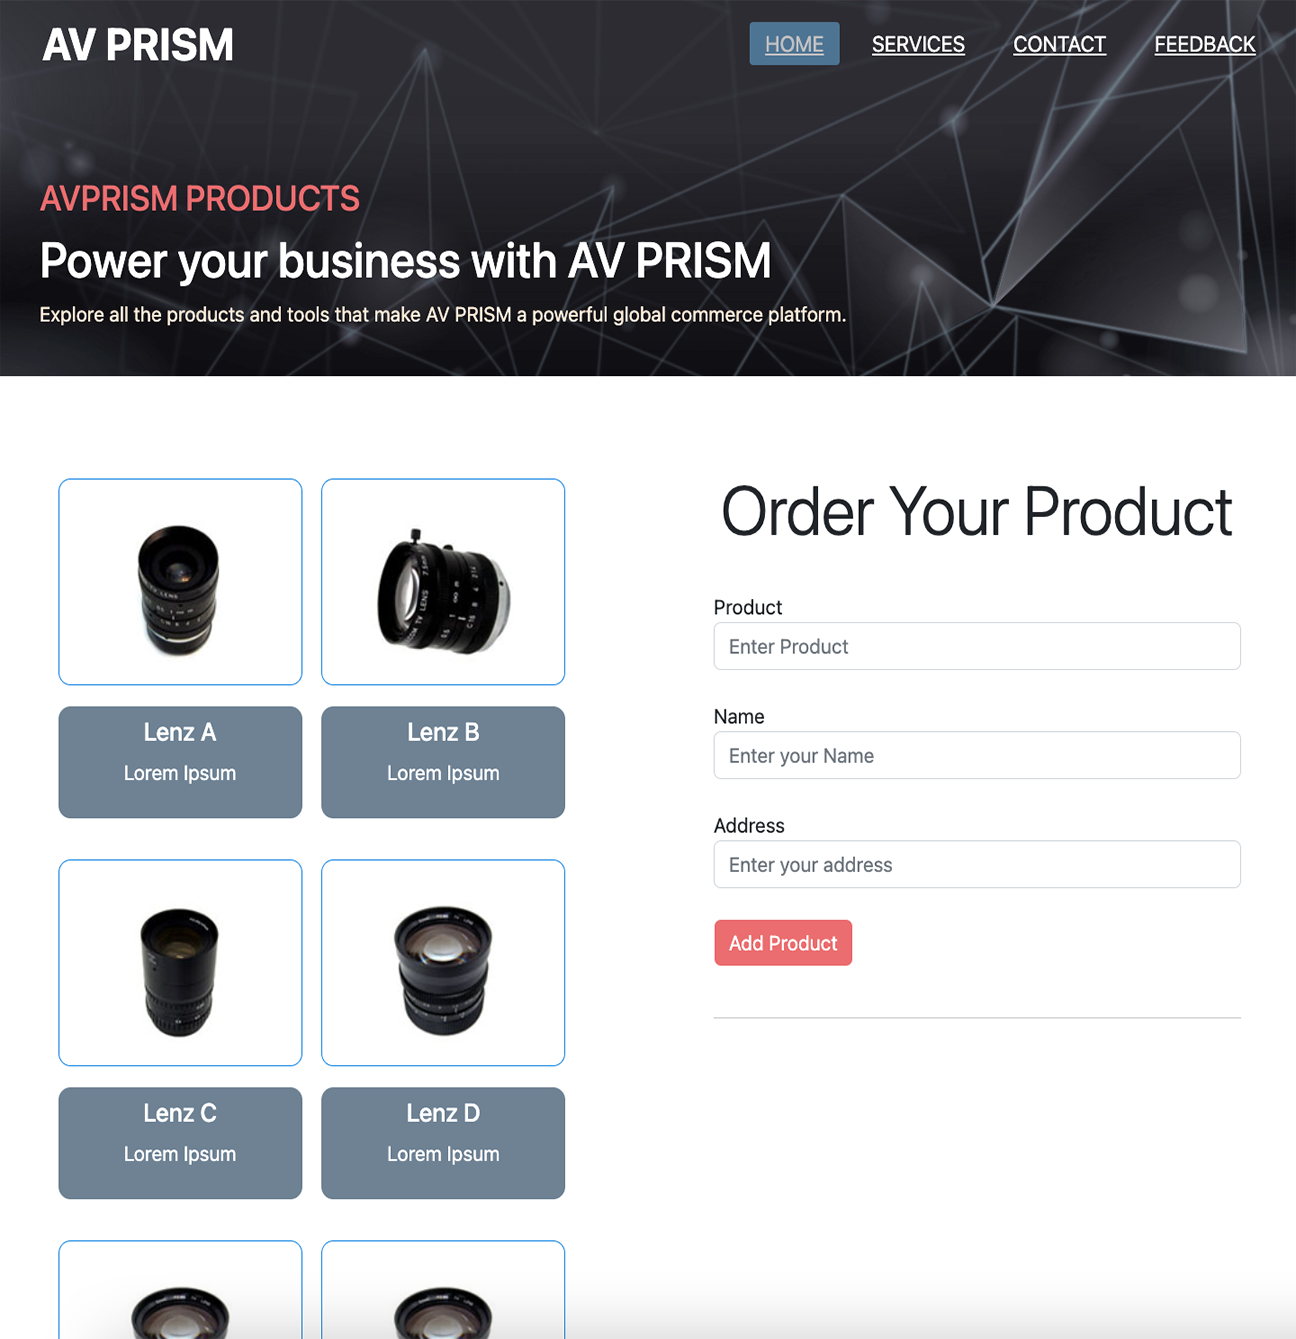 AV PRISM
HOME SERVICES CONTACT FEEDBACK
AVPRISM PRODUCTS
Power your business with AV PRISM
Explore all the products and tools that make AV PRISM a powerful global commerce platform.
Lenz A
Lorem Ipsum
Lenz B
Lorem Ipsum
Lenz C
Lorem Ipsum
Lenz D
Lorem Ipsum
Order Your Product
Product
Enter Product
Name
Enter your Name
Address
Enter your address
Add Product